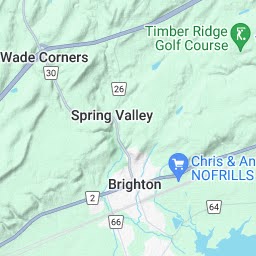 Timber Ridge
Golf Course
Wade Corners
30
26
Spring Valley
Chris & An
NOFRILLS
Brighton
2
64
66